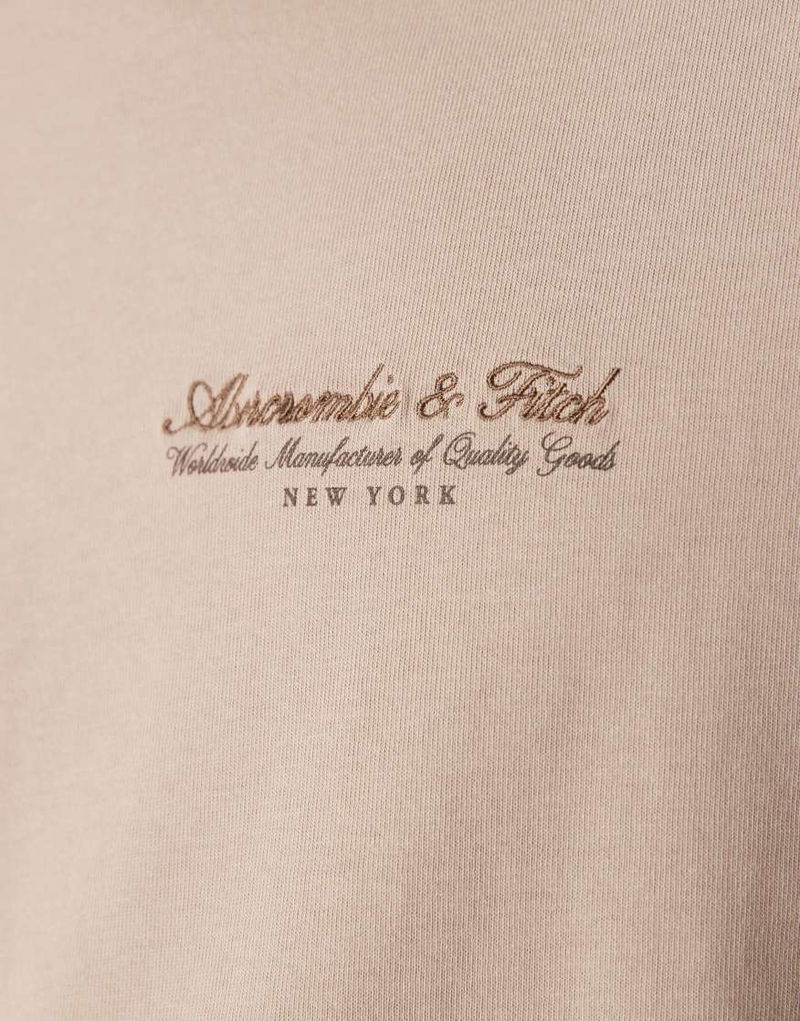 Abercrombie & Fitch
Worldwide Manufacturer of Quality Goods
NEW YORK